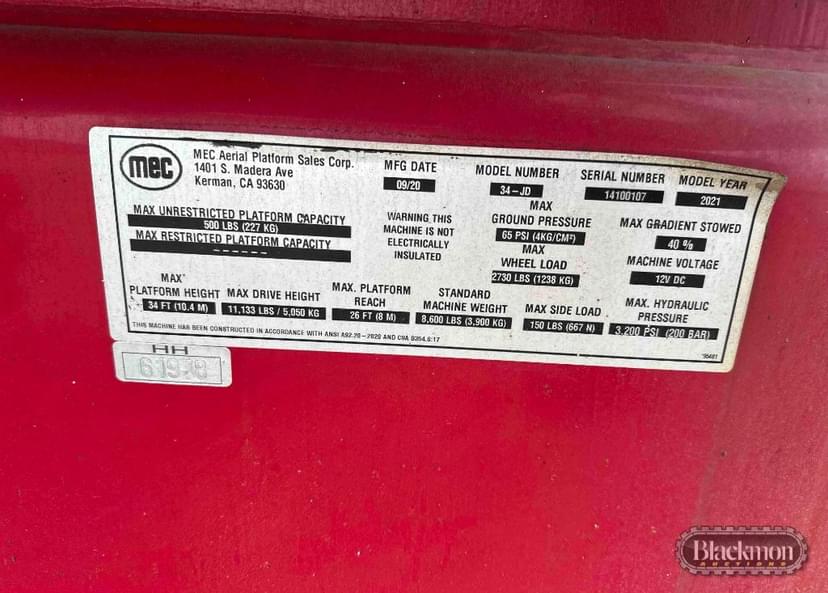 mec
MEC Aerial Platform Sales Corp.
1401 S. Madera Ave
Kerman, CA 93630
MFG DATE
09/20
MODEL NUMBER
34-JD
SERIAL NUMBER
14100107
MODEL YEAR
2021
MAX UNRESTRICTED PLATFORM CAPACITY
500 LBS (227 KG)
MAX RESTRICTED PLATFORM CAPACITY
------
WARNING THIS
MACHINE IS NOT
ELECTRICALLY
INSULATED
MAX
GROUND PRESSURE
65 PSI (4KG/CM²)
MAX
WHEEL LOAD
2730 LBS (1238 KG)
MAX GRADIENT STOWED
40 %
MACHINE VOLTAGE
12V DC
MAX
PLATFORM HEIGHT
34 FT (10.4 M)
MAX DRIVE HEIGHT
11,133 LBS / 5,050 KG
MAX. PLATFORM
REACH
26 FT (8 M)
STANDARD
MACHINE WEIGHT
8,600 LBS (3,900 KG)
MAX SIDE LOAD
150 LBS (667 N)
MAX. HYDRAULIC
PRESSURE
3,200 PSI (200 BAR)
THIS MACHINE HAS BEEN CONSTRUCTED IN ACCORDANCE WITH ANSI A92.20-2020 AND CSA B354.6:17
HH
Blackmon
AUCTIONS